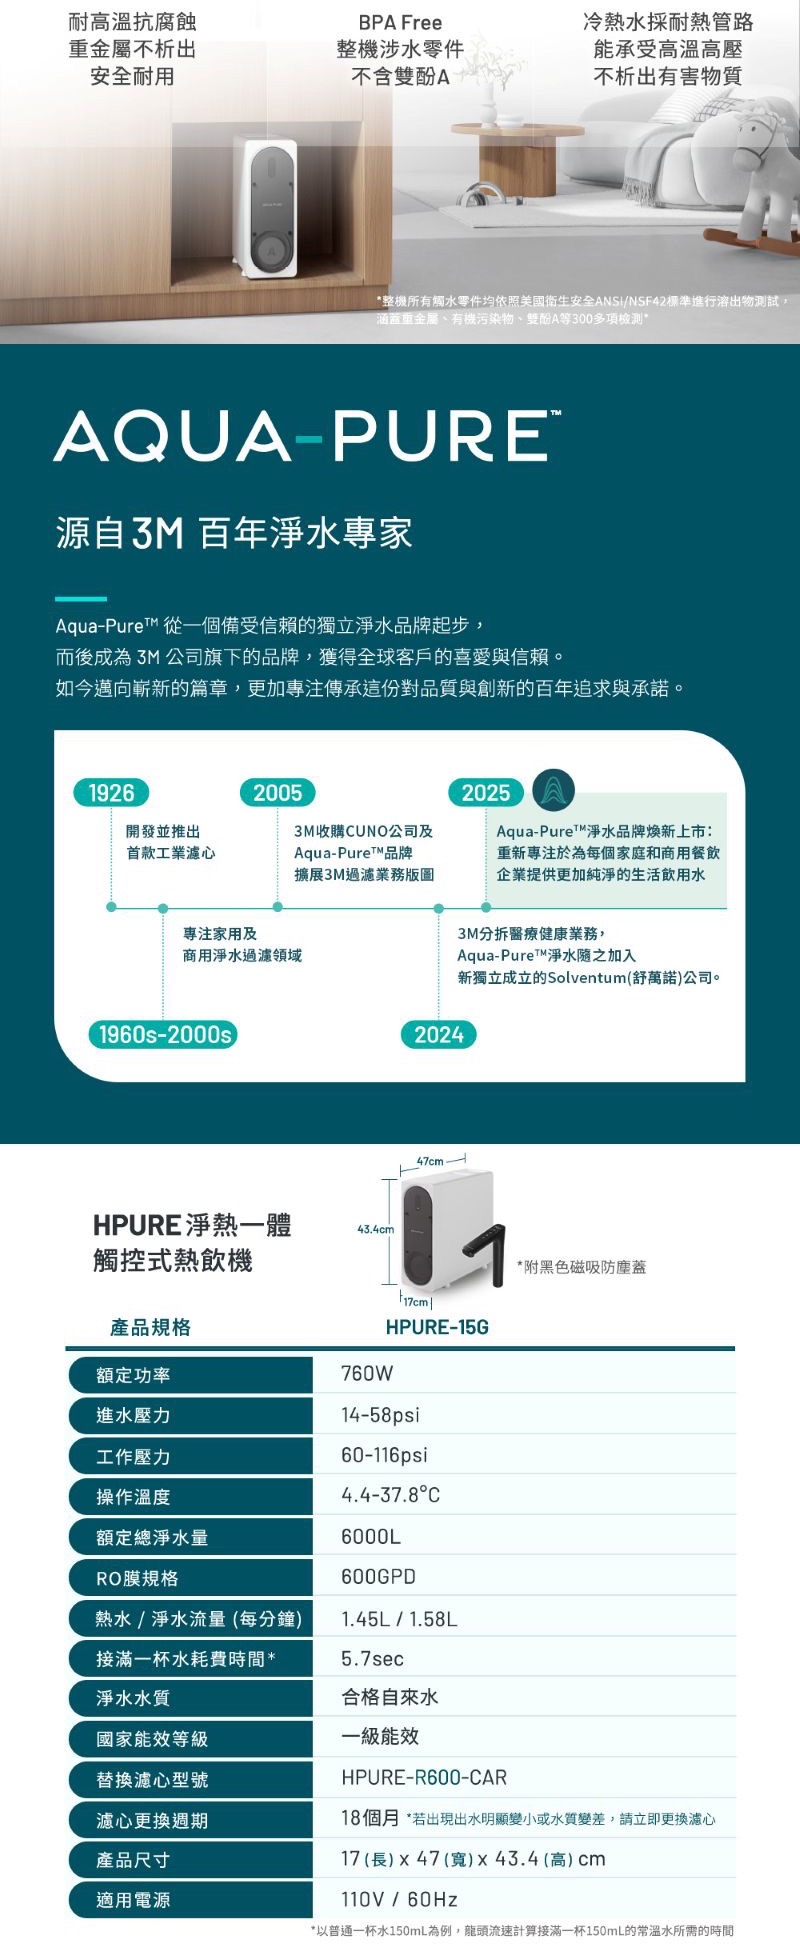 耐高溫抗腐蝕
重金屬不析出
安全耐用
BPA Free
整機涉水零件
不含雙酚A
冷熱水採耐熱管路
能承受高溫高壓
不析出有害物質
*整機所有觸水零件均依照美國衛生安全ANSI/NSF42標準進行溶出物測試，
涵蓋重金屬、有機污染物、雙酚A等300多項檢測*
AQUA-PURE™
源自3M 百年淨水專家
Aqua-Pure™ 從一個備受信賴的獨立淨水品牌起步，
而後成為 3M 公司旗下的品牌，獲得全球客戶的喜愛與信賴。
如今邁向嶄新的篇章，更加專注傳承這份對品質與創新的百年追求與承諾。
1926
開發並推出
首款工業濾心
2005
3M收購CUNO公司及
Aqua-Pure™品牌
擴展3M過濾業務版圖
2025
Aqua-Pure™淨水品牌煥新上市：
重新專注於為每個家庭和商用餐飲
企業提供更加純淨的生活飲用水
專注家用及
商用淨水過濾領域
1960s-2000s
3M分拆醫療健康業務，
Aqua-Pure™淨水隨之加入
新獨立成立的Solventum(舒萬諾)公司。
2024
HPURE 淨熱一體
觸控式熱飲機
47cm
43.4cm
17cm
*附黑色磁吸防塵蓋
產品規格 HPURE-15G
額定功率 760W
進水壓力 14-58psi
工作壓力 60-116psi
操作溫度 4.4-37.8°C
額定總淨水量 6000L
RO膜規格 600GPD
熱水 / 淨水流量 (每分鐘) 1.45L / 1.58L
接滿一杯水耗費時間* 5.7sec
淨水水質 合格自來水
國家能效等級 一級能效
替換濾心型號 HPURE-R600-CAR
濾心更換週期 18個月 *若出現出水明顯變小或水質變差，請立即更換濾心
產品尺寸 17 (長) x 47 (寬) x 43.4 (高) cm
適用電源 110V / 60Hz
*以普通一杯水150mL為例，龍頭流速計算接滿一杯150mL的常溫水所需的時間